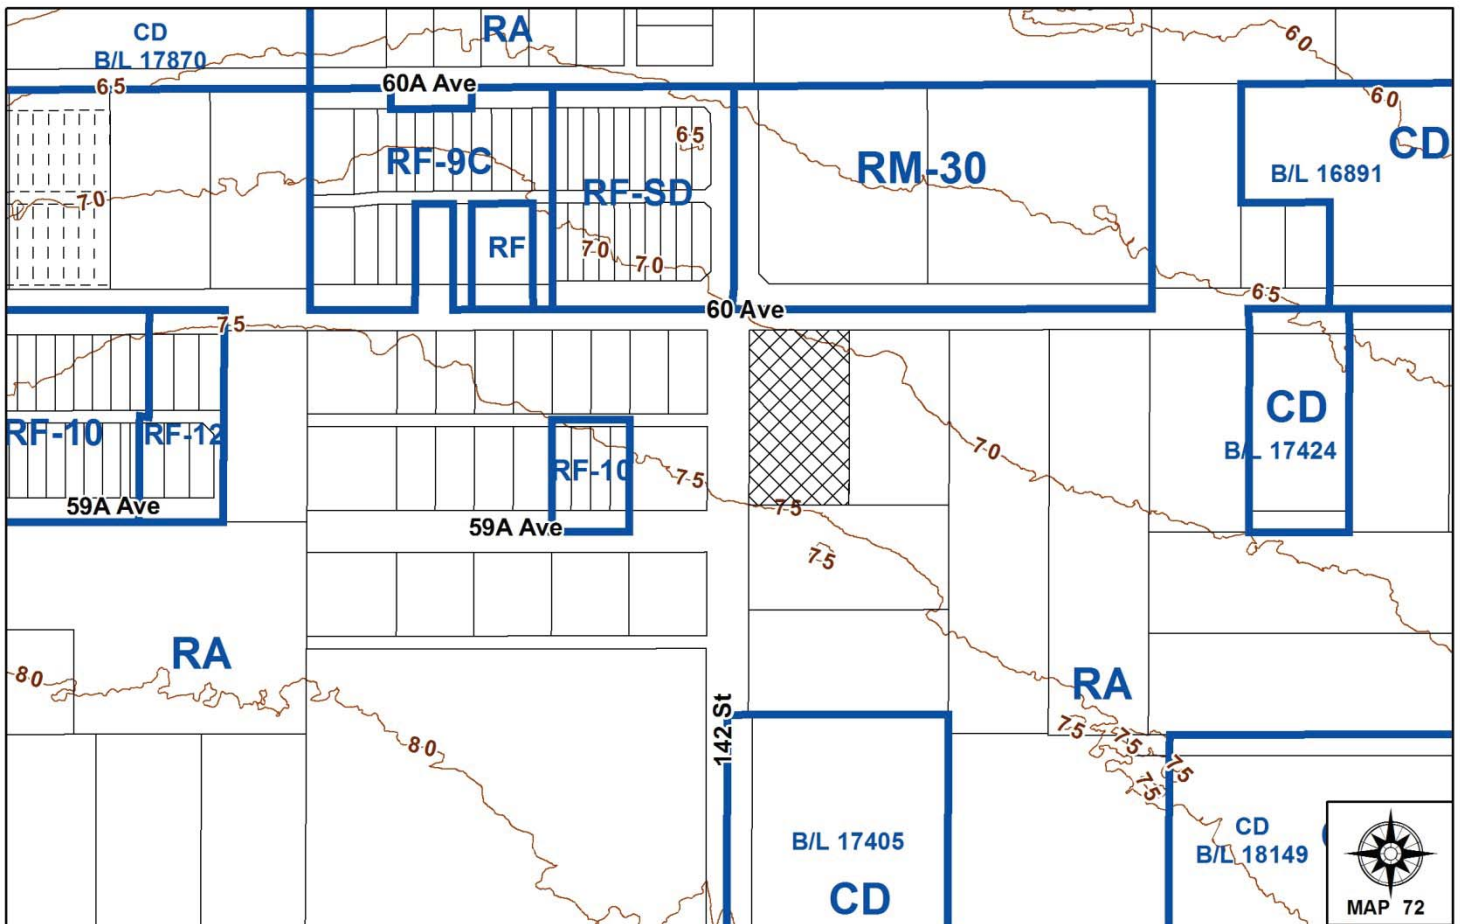 CD
B/L 17870
RA
60
65
60A Ave
60
CD
65
RF-9C
RM-30
B/L 16891
70
RF-SD
RF
70
70
65
60 Ave
75
CD
RF-10
RF-12
B/L 17424
70
RF-10
75
59A Ave
75
59A Ave
75
RA
80
RA
142 St
75
75
80
75
75
B/L 17405
CD
CD
B/L 18149
MAP 72